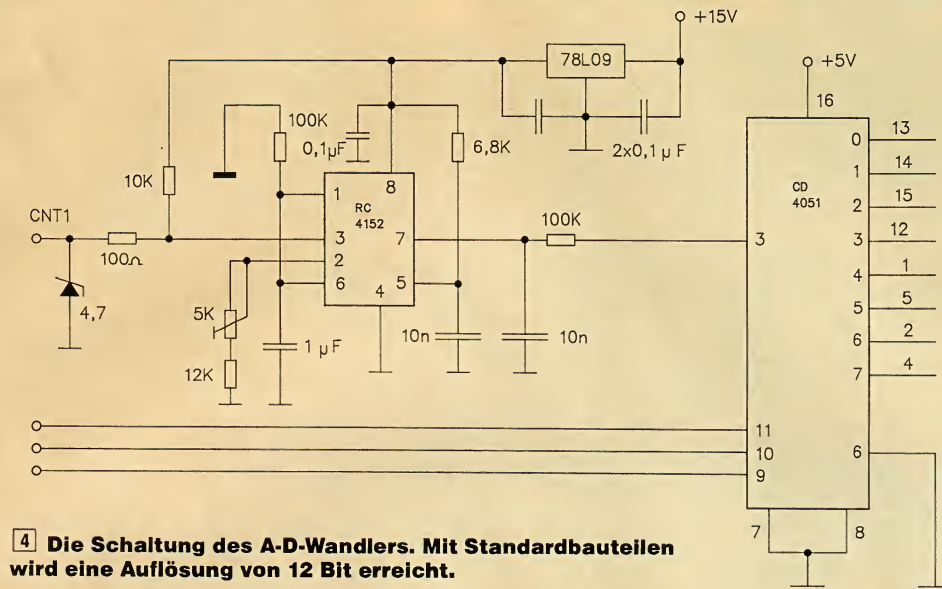 +15V
78L09
+5V
16
100K
0,1µF
6,8K
2x0,1µF
10K
CNT1
100Ω
4,7
5K
12K
1 µF
1
8
RC
4152
3
7
2
6
4
5
100K
10n
10n
CD
4051
3
0
13
1
14
2
15
3
12
4
1
5
5
6
2
7
4
11
10
9
6
7
8
4 Die Schaltung des A-D-Wandlers. Mit Standardbauteilen
wird eine Auflösung von 12 Bit erreicht.